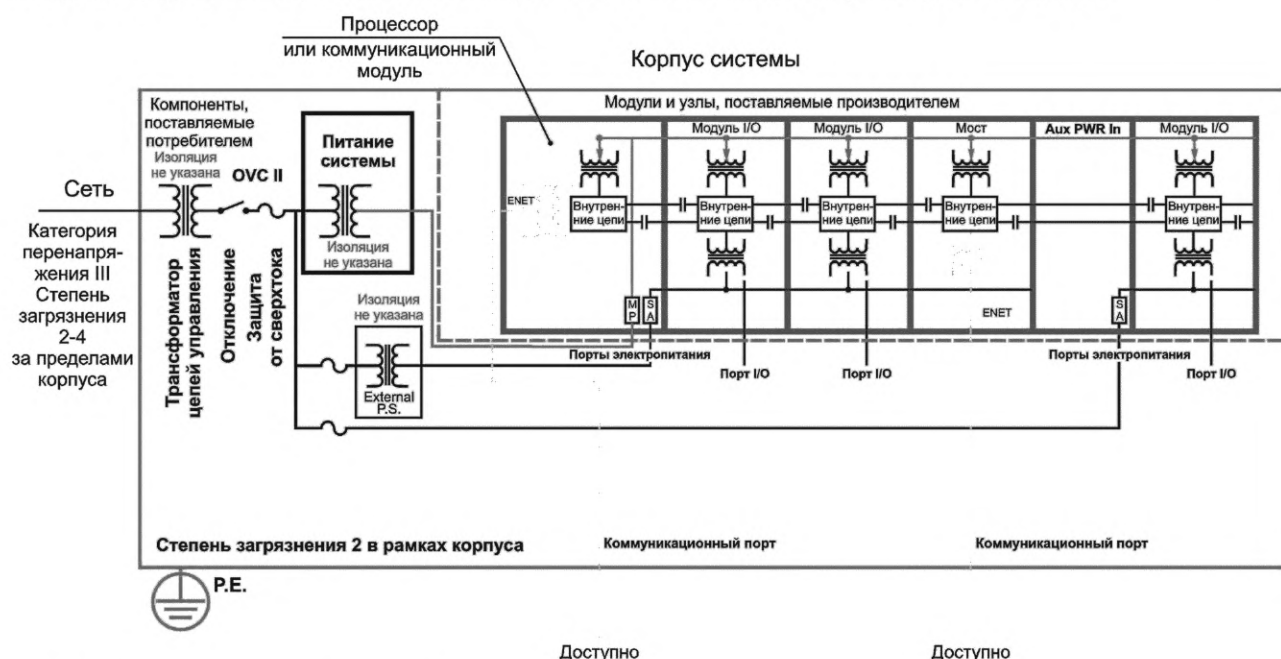 Процессор
или коммуникационный
модуль
Корпус системы
Компоненты,
поставляемые
потребителем
Изоляция
не указана
OVC II
Питание
системы
Изоляция
не указана
Модули и узлы, поставляемые производителем
Модуль I/O
Модуль I/O
Мост
Aux PWR In
Модуль I/O
Сеть
Категория
перенапря-
жения III
Степень
загрязнения
2-4
за пределами
корпуса
Трансформатор
цепей управления
Отключение
Защита
от сверхтока
ENET
Внутрен-
ние цепи
Внутрен-
ние цепи
Внутрен-
ние цепи
Внутрен-
ние цепи
Внутрен-
ние цепи
Изоляция
не указана
External
P.S.
MP
SA
ENET
SA
Порты электропитания
Порты электропитания
Порт I/O
Порт I/O
Порт I/O
Степень загрязнения 2 в рамках корпуса
Коммуникационный порт
Коммуникационный порт
P.E.
Доступно
Доступно